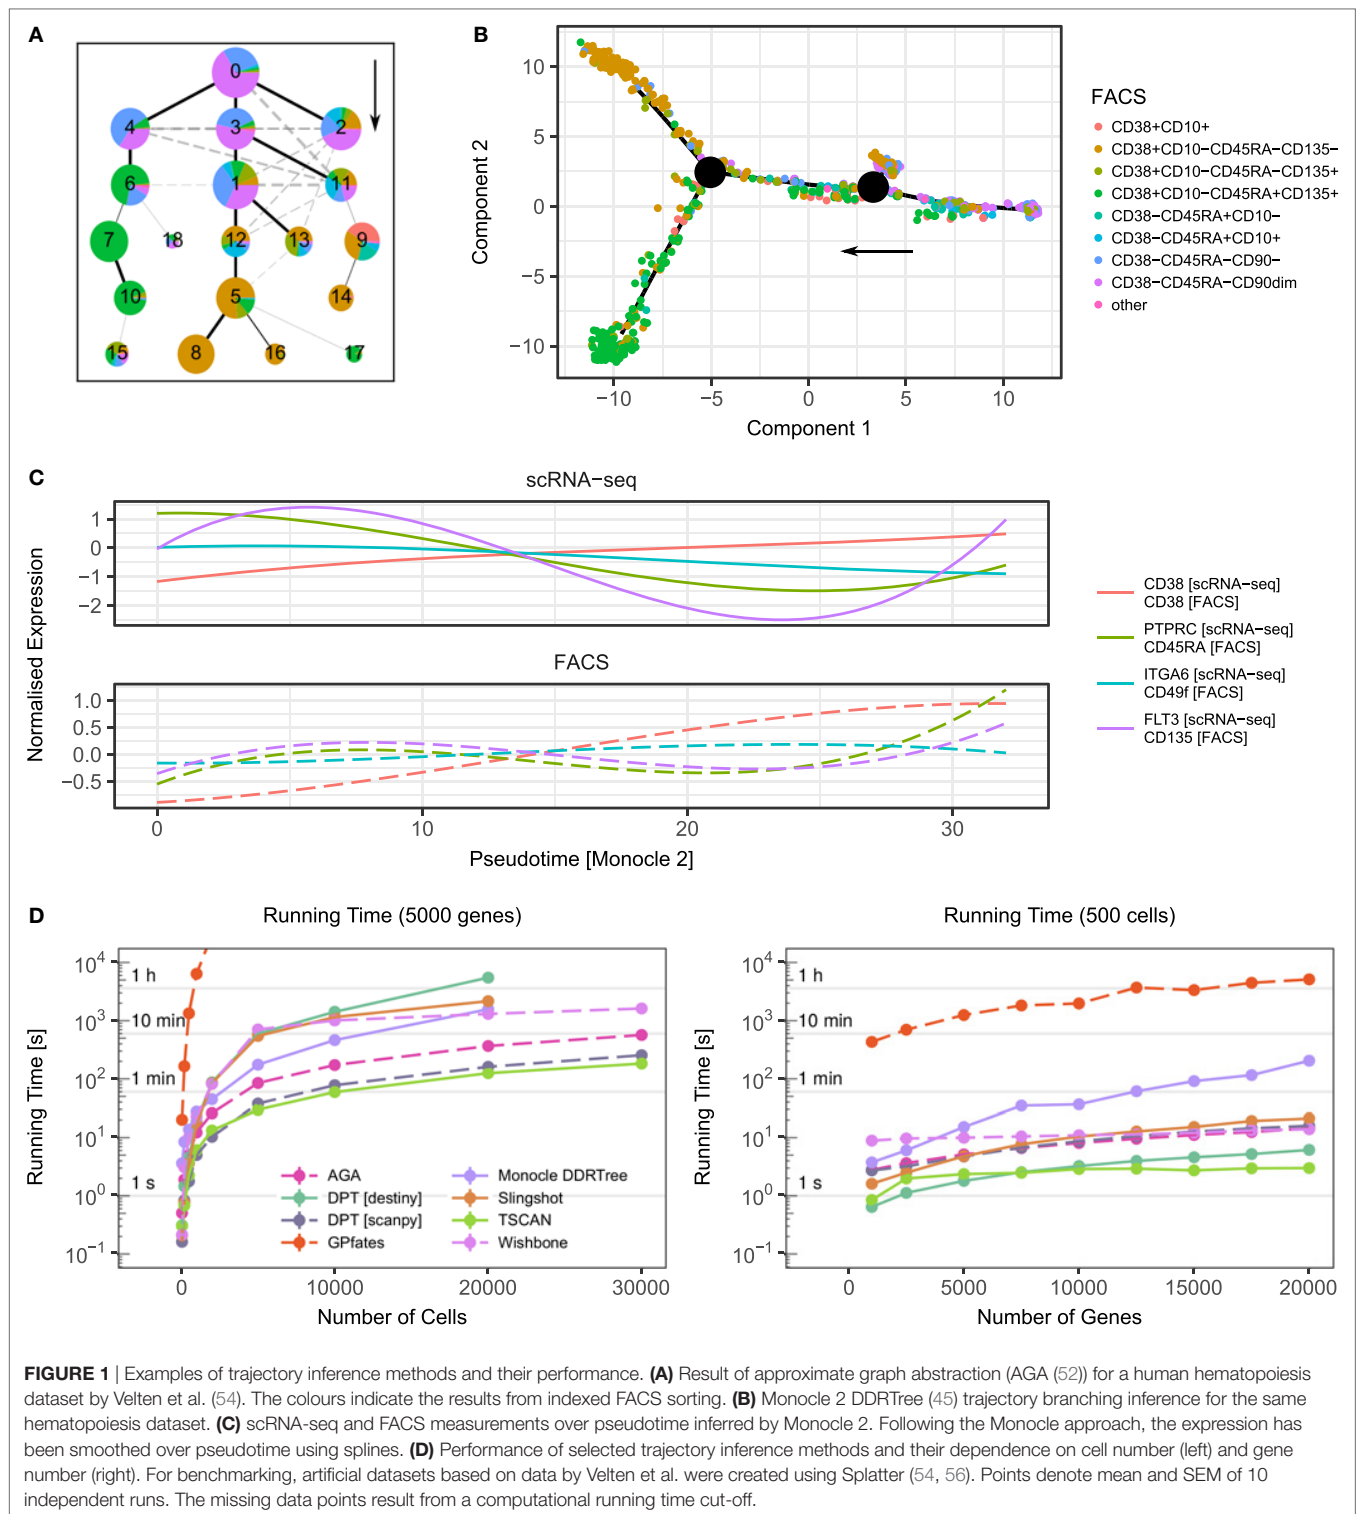 A
0
4
3
2
6
1
11
7
18
12
13
9
10
5
14
15
8
16
17
B
Component 2
10
5
0
−5
−10
−10
−5
0
5
10
Component 1
FACS
CD38+CD10+
CD38+CD10−CD45RA−CD135−
CD38+CD10−CD45RA−CD135+
CD38+CD10−CD45RA+CD135+
CD38−CD45RA+CD10−
CD38−CD45RA+CD10+
CD38−CD45RA−CD90−
CD38−CD45RA−CD90dim
other
C
scRNA−seq
Normalised Expression
1
0
−1
−2
FACS
1.0
0.5
0.0
−0.5
0
10
20
30
Pseudotime [Monocle 2]
CD38 [scRNA−seq]
CD38 [FACS]
PTPRC [scRNA−seq]
CD45RA [FACS]
ITGA6 [scRNA−seq]
CD49f [FACS]
FLT3 [scRNA−seq]
CD135 [FACS]
D
Running Time (5000 genes)
Running Time [s]
10⁴
10³
10²
10¹
10⁰
10⁻¹
1 h
10 min
1 min
1 s
AGA
DPT [destiny]
DPT [scanpy]
GPfates
Monocle DDRTree
Slingshot
TSCAN
Wishbone
0
10000
20000
30000
Number of Cells
Running Time (500 cells)
Running Time [s]
10⁴
10³
10²
10¹
10⁰
10⁻¹
1 h
10 min
1 min
1 s
0
5000
10000
15000
20000
Number of Genes
FIGURE 1 | Examples of trajectory inference methods and their performance. (A) Result of approximate graph abstraction (AGA (52)) for a human hematopoiesis
dataset by Velten et al. (54). The colours indicate the results from indexed FACS sorting. (B) Monocle 2 DDRTree (45) trajectory branching inference for the same
hematopoiesis dataset. (C) scRNA-seq and FACS measurements over pseudotime inferred by Monocle 2. Following the Monocle approach, the expression has
been smoothed over pseudotime using splines. (D) Performance of selected trajectory inference methods and their dependence on cell number (left) and gene
number (right). For benchmarking, artificial datasets based on data by Velten et al. were created using Splatter (54, 56). Points denote mean and SEM of 10
independent runs. The missing data points result from a computational running time cut-off.